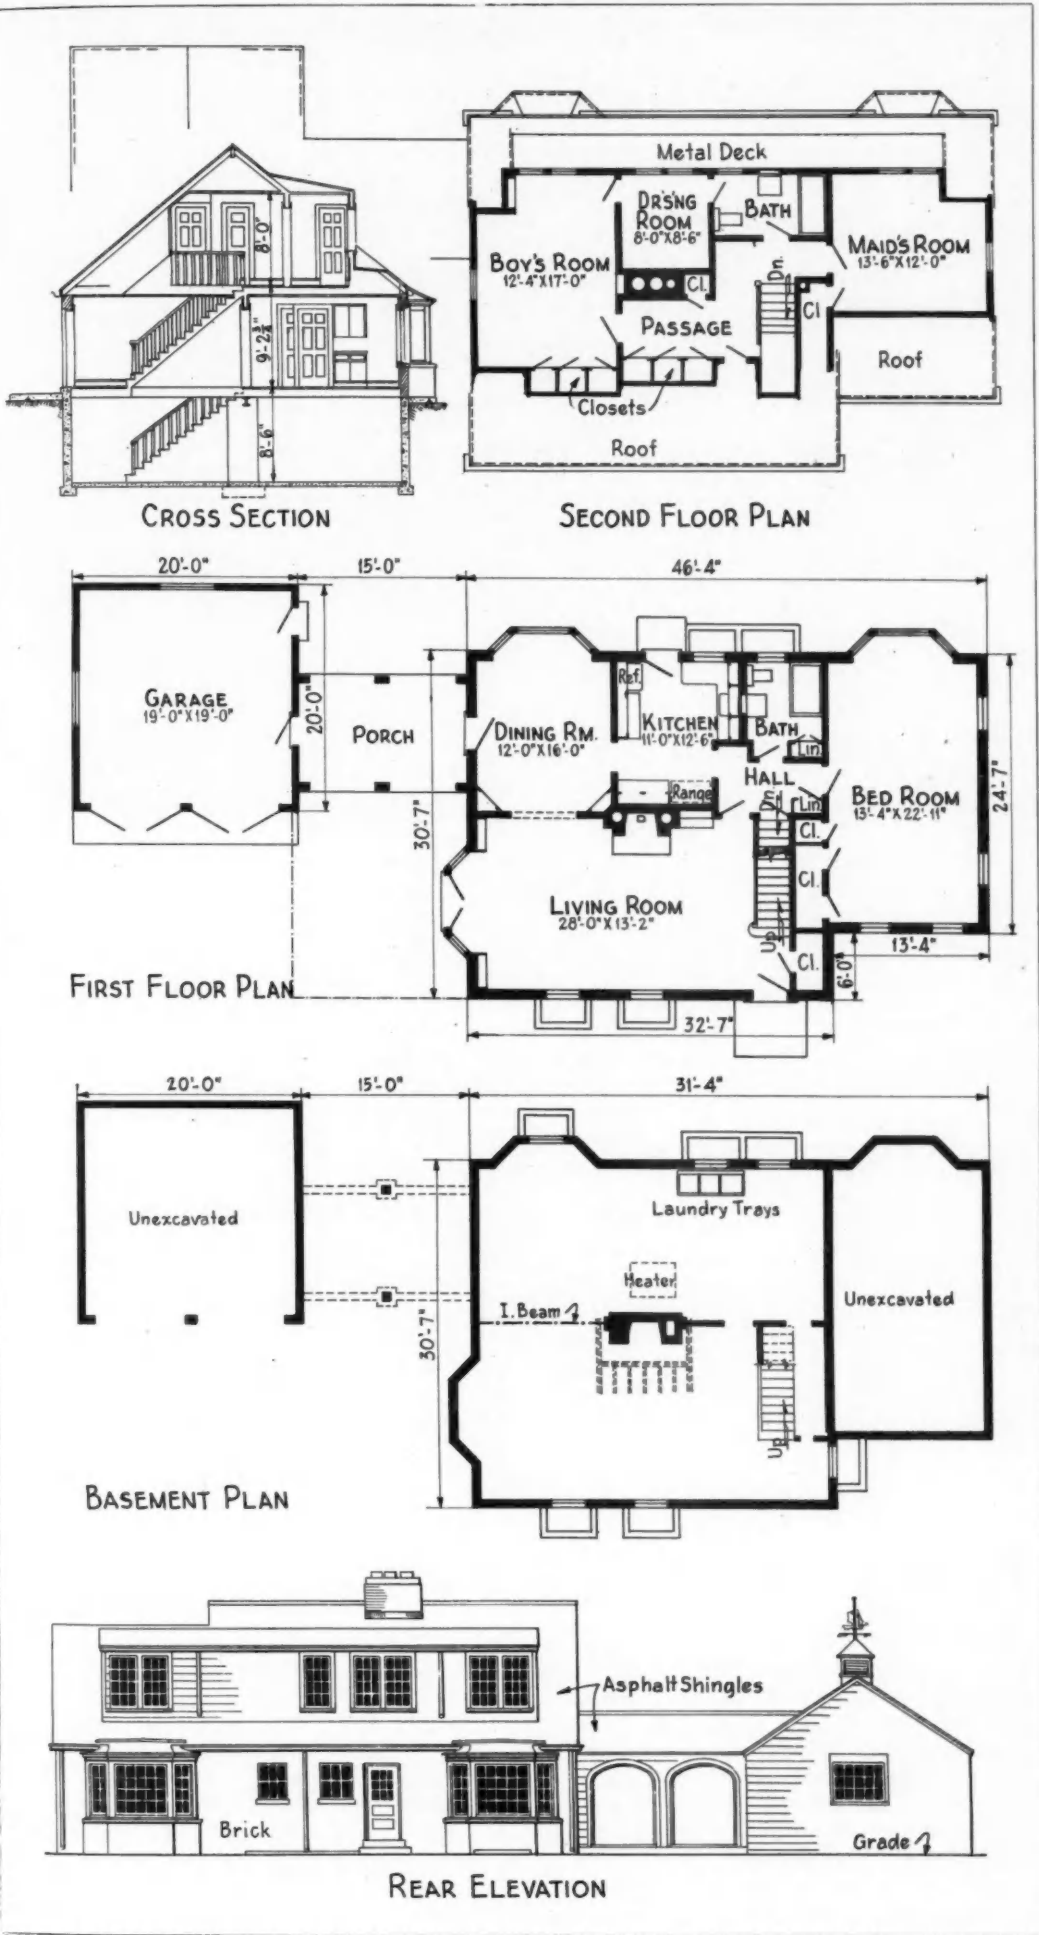 Metal Deck
DR'S'NG
ROOM
8'-0"X8'-6"
BATH
BOY'S ROOM
12'-4"X17'-0"
MAID'S ROOM
13'-6"X12'-0"
Cl.
Dn.
Cl
PASSAGE
Closets
Roof
Roof
8'-0"
9'-2¾"
8'-6"
CROSS SECTION
SECOND FLOOR PLAN
20'-0"
15'-0"
46'-4"
GARAGE
19'-0"X19'-0"
20'-0"
PORCH
30'-7"
DINING RM.
12'-0"X16'-0"
Ref.
KITCHEN
11'-0"X12'-6"
Range
BATH
Lin.
HALL
Dn.
Lin.
Cl.
Cl.
BED ROOM
13'-4"X22'-11"
24'-7"
LIVING ROOM
28'-0"X13'-2"
Up
Cl.
6'-0"
13'-4"
32'-7"
FIRST FLOOR PLAN
20'-0"
15'-0"
31'-4"
Unexcavated
Laundry Trays
Heater
I. Beam
30'-7"
Up
Unexcavated
BASEMENT PLAN
Asphalt Shingles
Brick
Grade
REAR ELEVATION